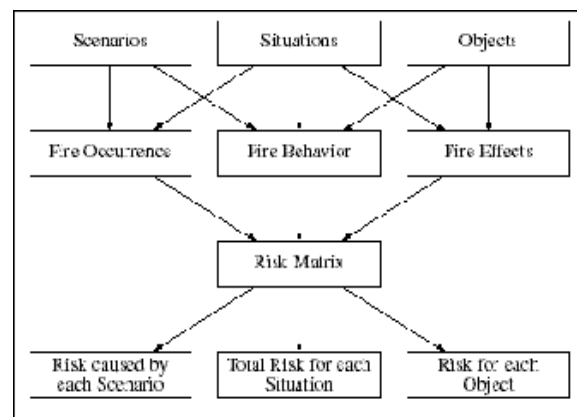 Scenarios
Situations
Objects
Fire Occurrence
Fire Behavior
Fire Effects
Risk Matrix
Risk caused by
each Scenario
Total Risk for each
Situation
Risk for each
Object